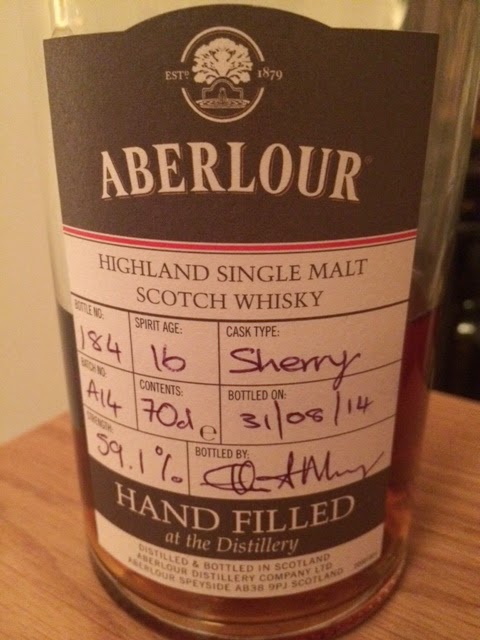 ESTD 1879
ABERLOUR
HIGHLAND SINGLE MALT
SCOTCH WHISKY
BOTTLE NO: 184 SPIRIT AGE: 16 CASK TYPE: Sherry
BATCH NO: A14 CONTENTS: 70cl e BOTTLED ON: 31/08/14
STRENGTH: 59.1% BOTTLED BY:
HAND FILLED
at the Distillery
DISTILLED & BOTTLED IN SCOTLAND
ABERLOUR DISTILLERY COMPANY LTD
ABERLOUR SPEYSIDE AB38 9PJ SCOTLAND